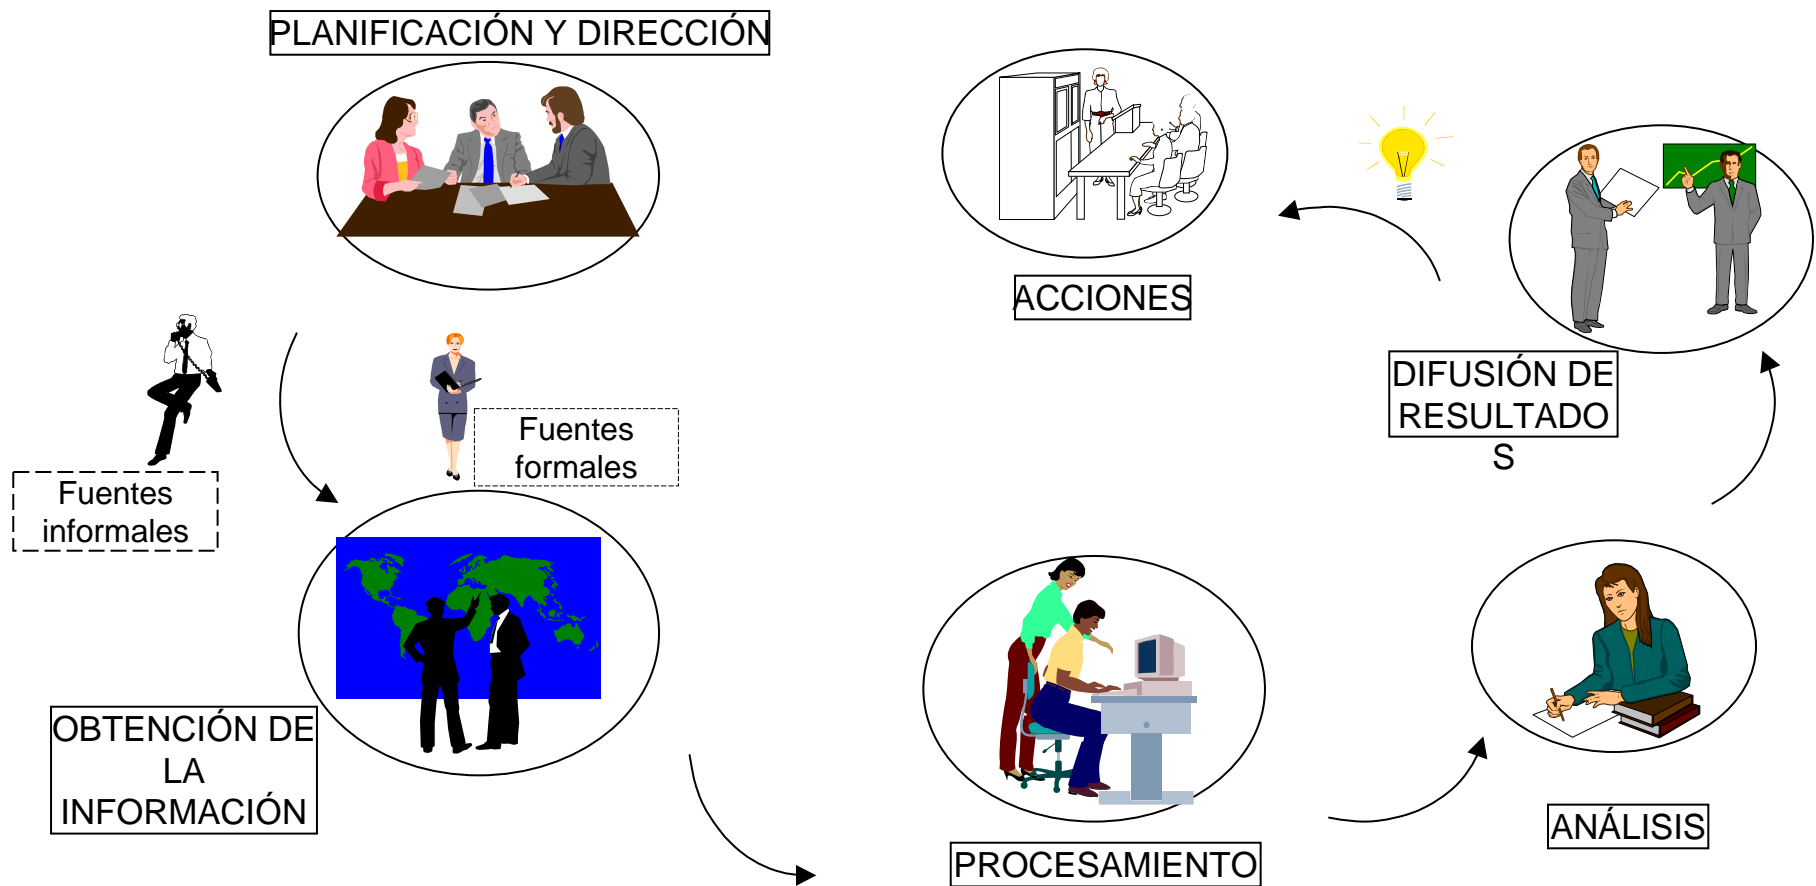 PLANIFICACIÓN Y DIRECCIÓN
ACCIONES
DIFUSIÓN DE
RESULTADO
S
Fuentes
formales
Fuentes
informales
OBTENCIÓN DE
LA
INFORMACIÓN
PROCESAMIENTO
ANÁLISIS